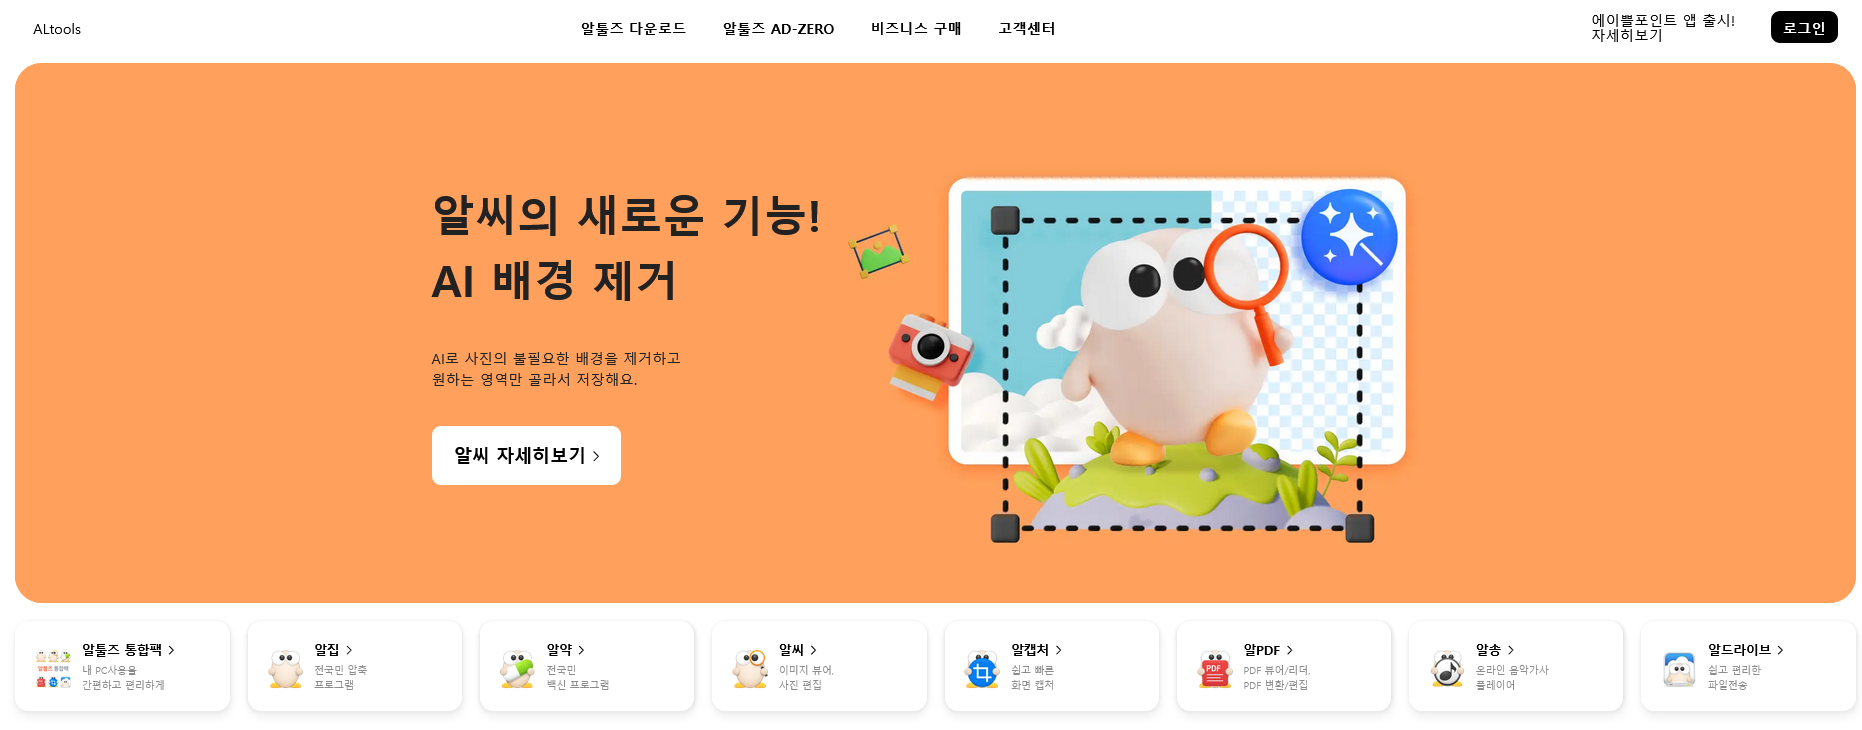 ALtools
알툴즈 다운로드
알툴즈 AD-ZERO
비즈니스 구매
고객센터
에이쁠포인트 앱 출시!
자세히보기
로그인
알씨의 새로운 기능!
AI 배경 제거
AI로 사진의 불필요한 배경을 제거하고
원하는 영역만 골라서 저장해요.
알씨 자세히보기
알툴즈 통합팩
내 PC사용을
간편하고 편리하게
알툴즈 통합팩
알집
전국민 압축
프로그램
알약
전국민
백신 프로그램
알씨
이미지 뷰어,
사진 편집
알캡처
쉽고 빠른
화면 캡처
알PDF
PDF 뷰어/리더,
PDF 변환/편집
PDF
알송
온라인 음악가사
플레이어
알드라이브
쉽고 편리한
파일전송